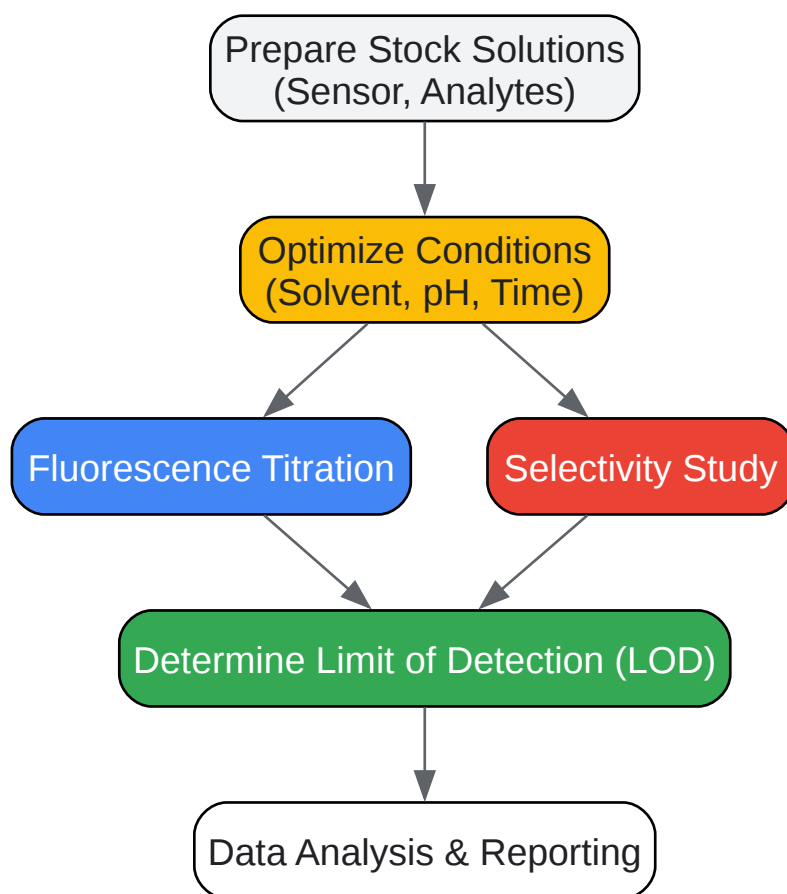 Prepare Stock Solutions
(Sensor, Analytes)
Optimize Conditions
(Solvent, pH, Time)
Fluorescence Titration
Selectivity Study
Determine Limit of Detection (LOD)
Data Analysis & Reporting